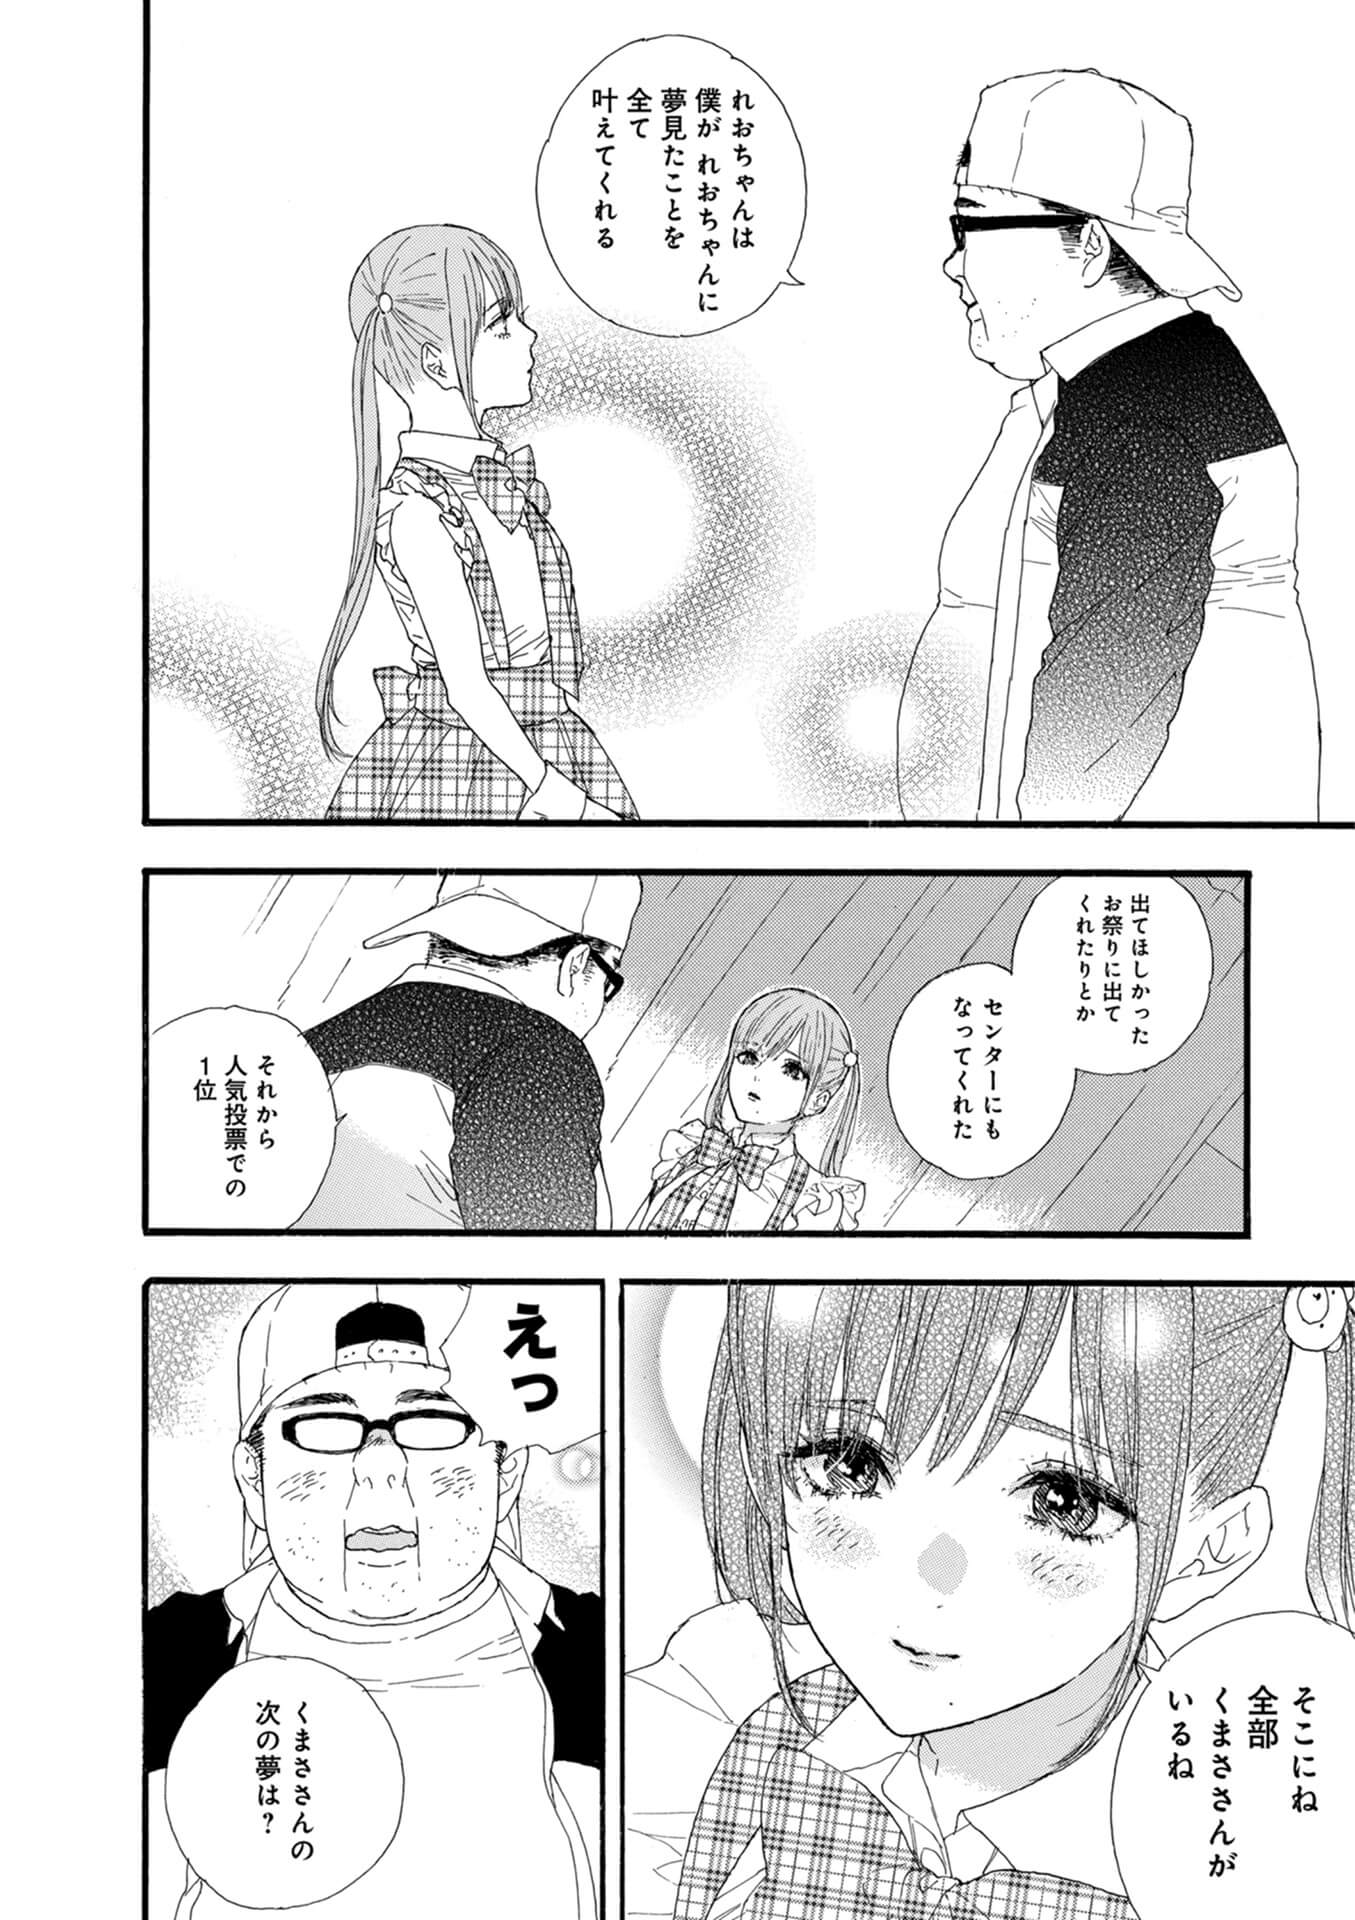 れおちゃんは
僕が れおちゃんに
夢見たことを
全て
叶えてくれる
出てほしかった
お祭りに出て
くれたりとか
センターにも
なってくれた
それから
人気投票での
1位
そこにね
全部
くまささんが
いるね
えっ
くまささんの
次の夢は?